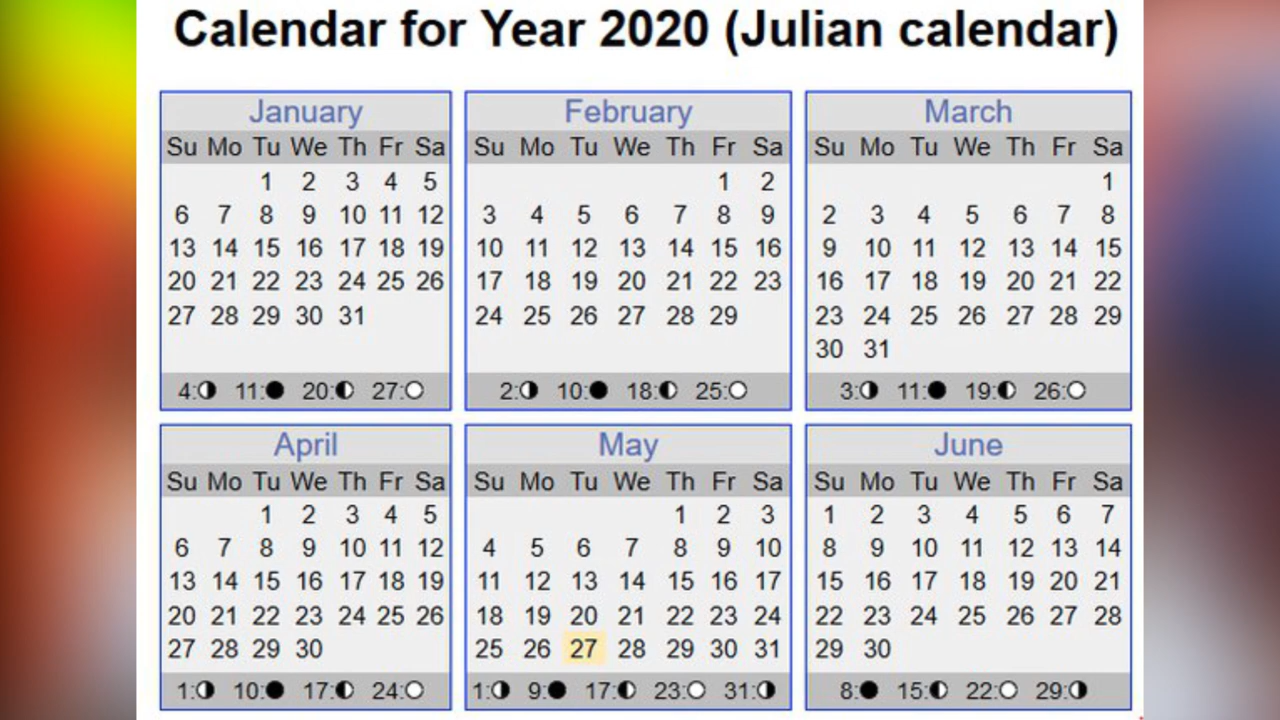 Calendar for Year 2020 (Julian calendar)
January
Su Mo Tu We Th Fr Sa
1 2 3 4 5
6 7 8 9 10 11 12
13 14 15 16 17 18 19
20 21 22 23 24 25 26
27 28 29 30 31
4: 11: 20: 27:
February
Su Mo Tu We Th Fr Sa
1 2
3 4 5 6 7 8 9
10 11 12 13 14 15 16
17 18 19 20 21 22 23
24 25 26 27 28 29
2: 10: 18: 25:
March
Su Mo Tu We Th Fr Sa
1
2 3 4 5 6 7 8
9 10 11 12 13 14 15
16 17 18 19 20 21 22
23 24 25 26 27 28 29
30 31
3: 11: 19: 26:
April
Su Mo Tu We Th Fr Sa
1 2 3 4 5
6 7 8 9 10 11 12
13 14 15 16 17 18 19
20 21 22 23 24 25 26
27 28 29 30
1: 10: 17: 24:
May
Su Mo Tu We Th Fr Sa
1 2 3
4 5 6 7 8 9 10
11 12 13 14 15 16 17
18 19 20 21 22 23 24
25 26 27 28 29 30 31
1: 9: 17: 23: 31:
June
Su Mo Tu We Th Fr Sa
1 2 3 4 5 6 7
8 9 10 11 12 13 14
15 16 17 18 19 20 21
22 23 24 25 26 27 28
29 30
8: 15: 22: 29: